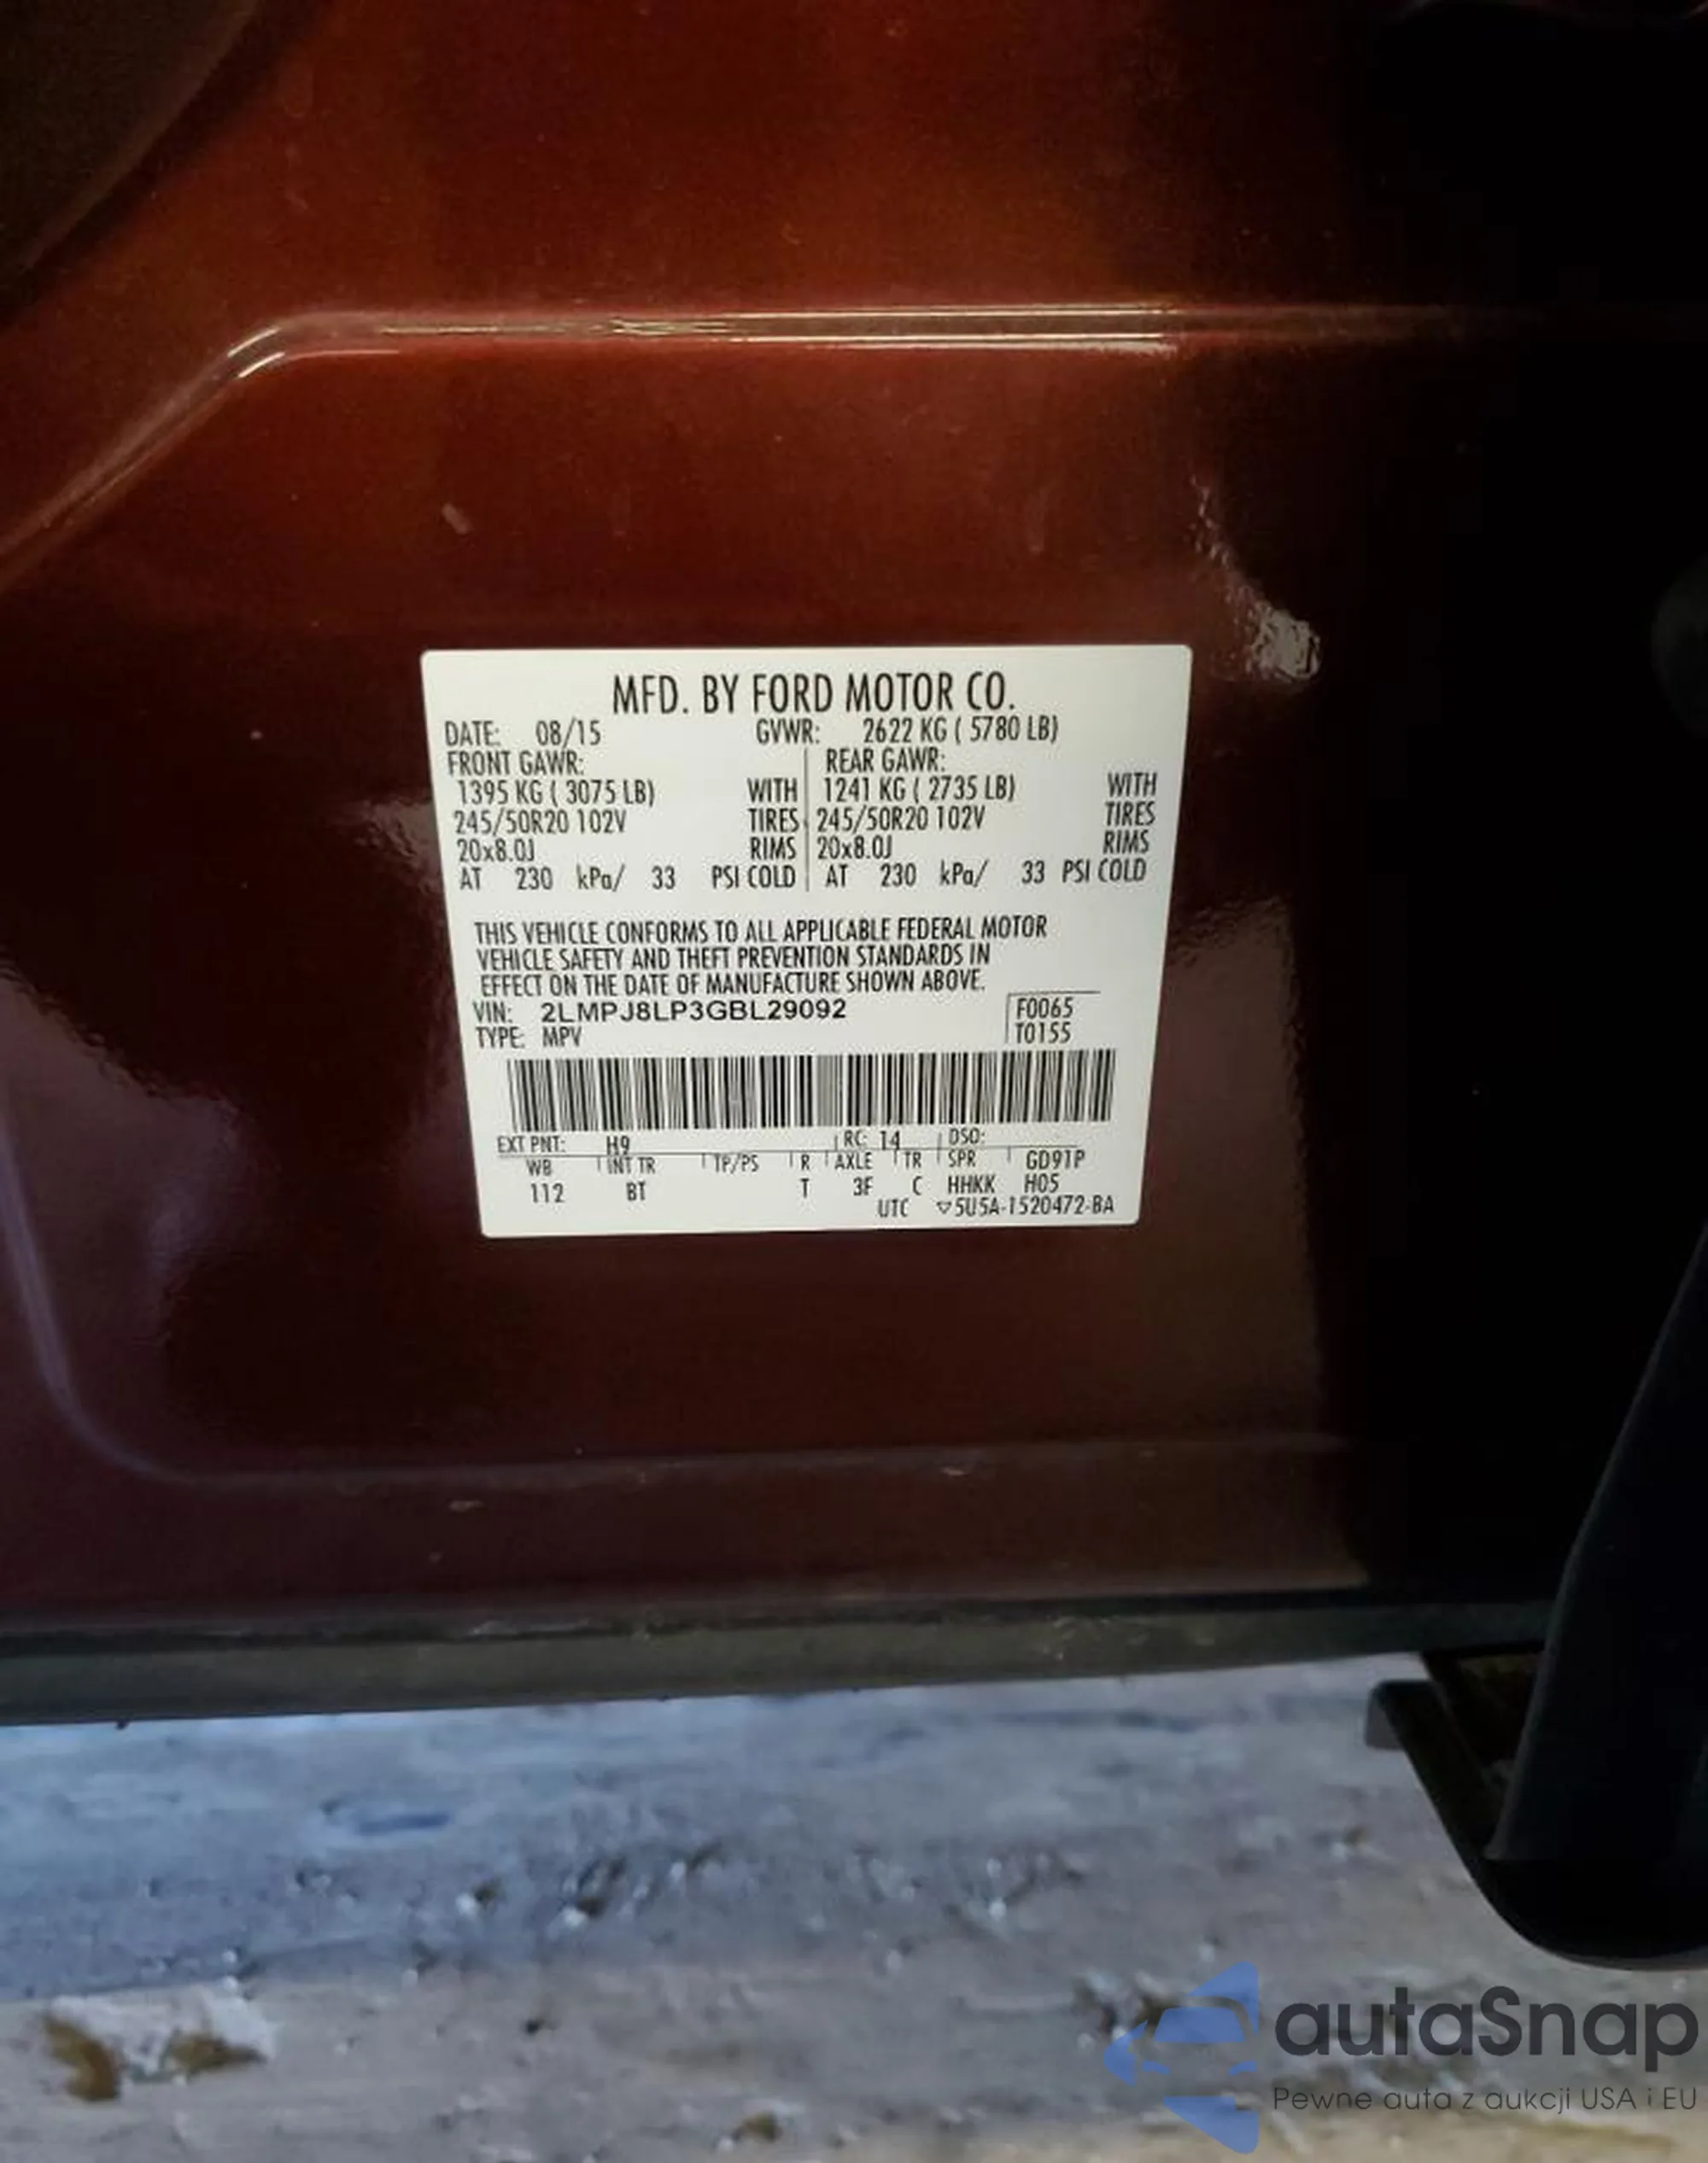 MFD. BY FORD MOTOR CO.
DATE: 08/15 GVWR: 2622 KG ( 5780 LB)
FRONT GAWR: REAR GAWR:
1395 KG ( 3075 LB) WITH 1241 KG ( 2735 LB) WITH
245/50R20 102V TIRES 245/50R20 102V TIRES
20x8.0J RIMS 20x8.0J RIMS
AT 230 kPa/ 33 PSI COLD AT 230 kPa/ 33 PSI COLD
THIS VEHICLE CONFORMS TO ALL APPLICABLE FEDERAL MOTOR
VEHICLE SAFETY AND THEFT PREVENTION STANDARDS IN
EFFECT ON THE DATE OF MANUFACTURE SHOWN ABOVE.
VIN: 2LMPJ8LP3GBL29092 F0065
TYPE: MPV T0155
EXT PNT: H9 RC: 14 DSO:
WB INT TR TP/PS R AXLE TR SPR GD91P
112 BT T 3F C HHKK H05
UTC ▽5U5A-1520472-BA
autaSnap
Pewne auta z aukcji USA i EU